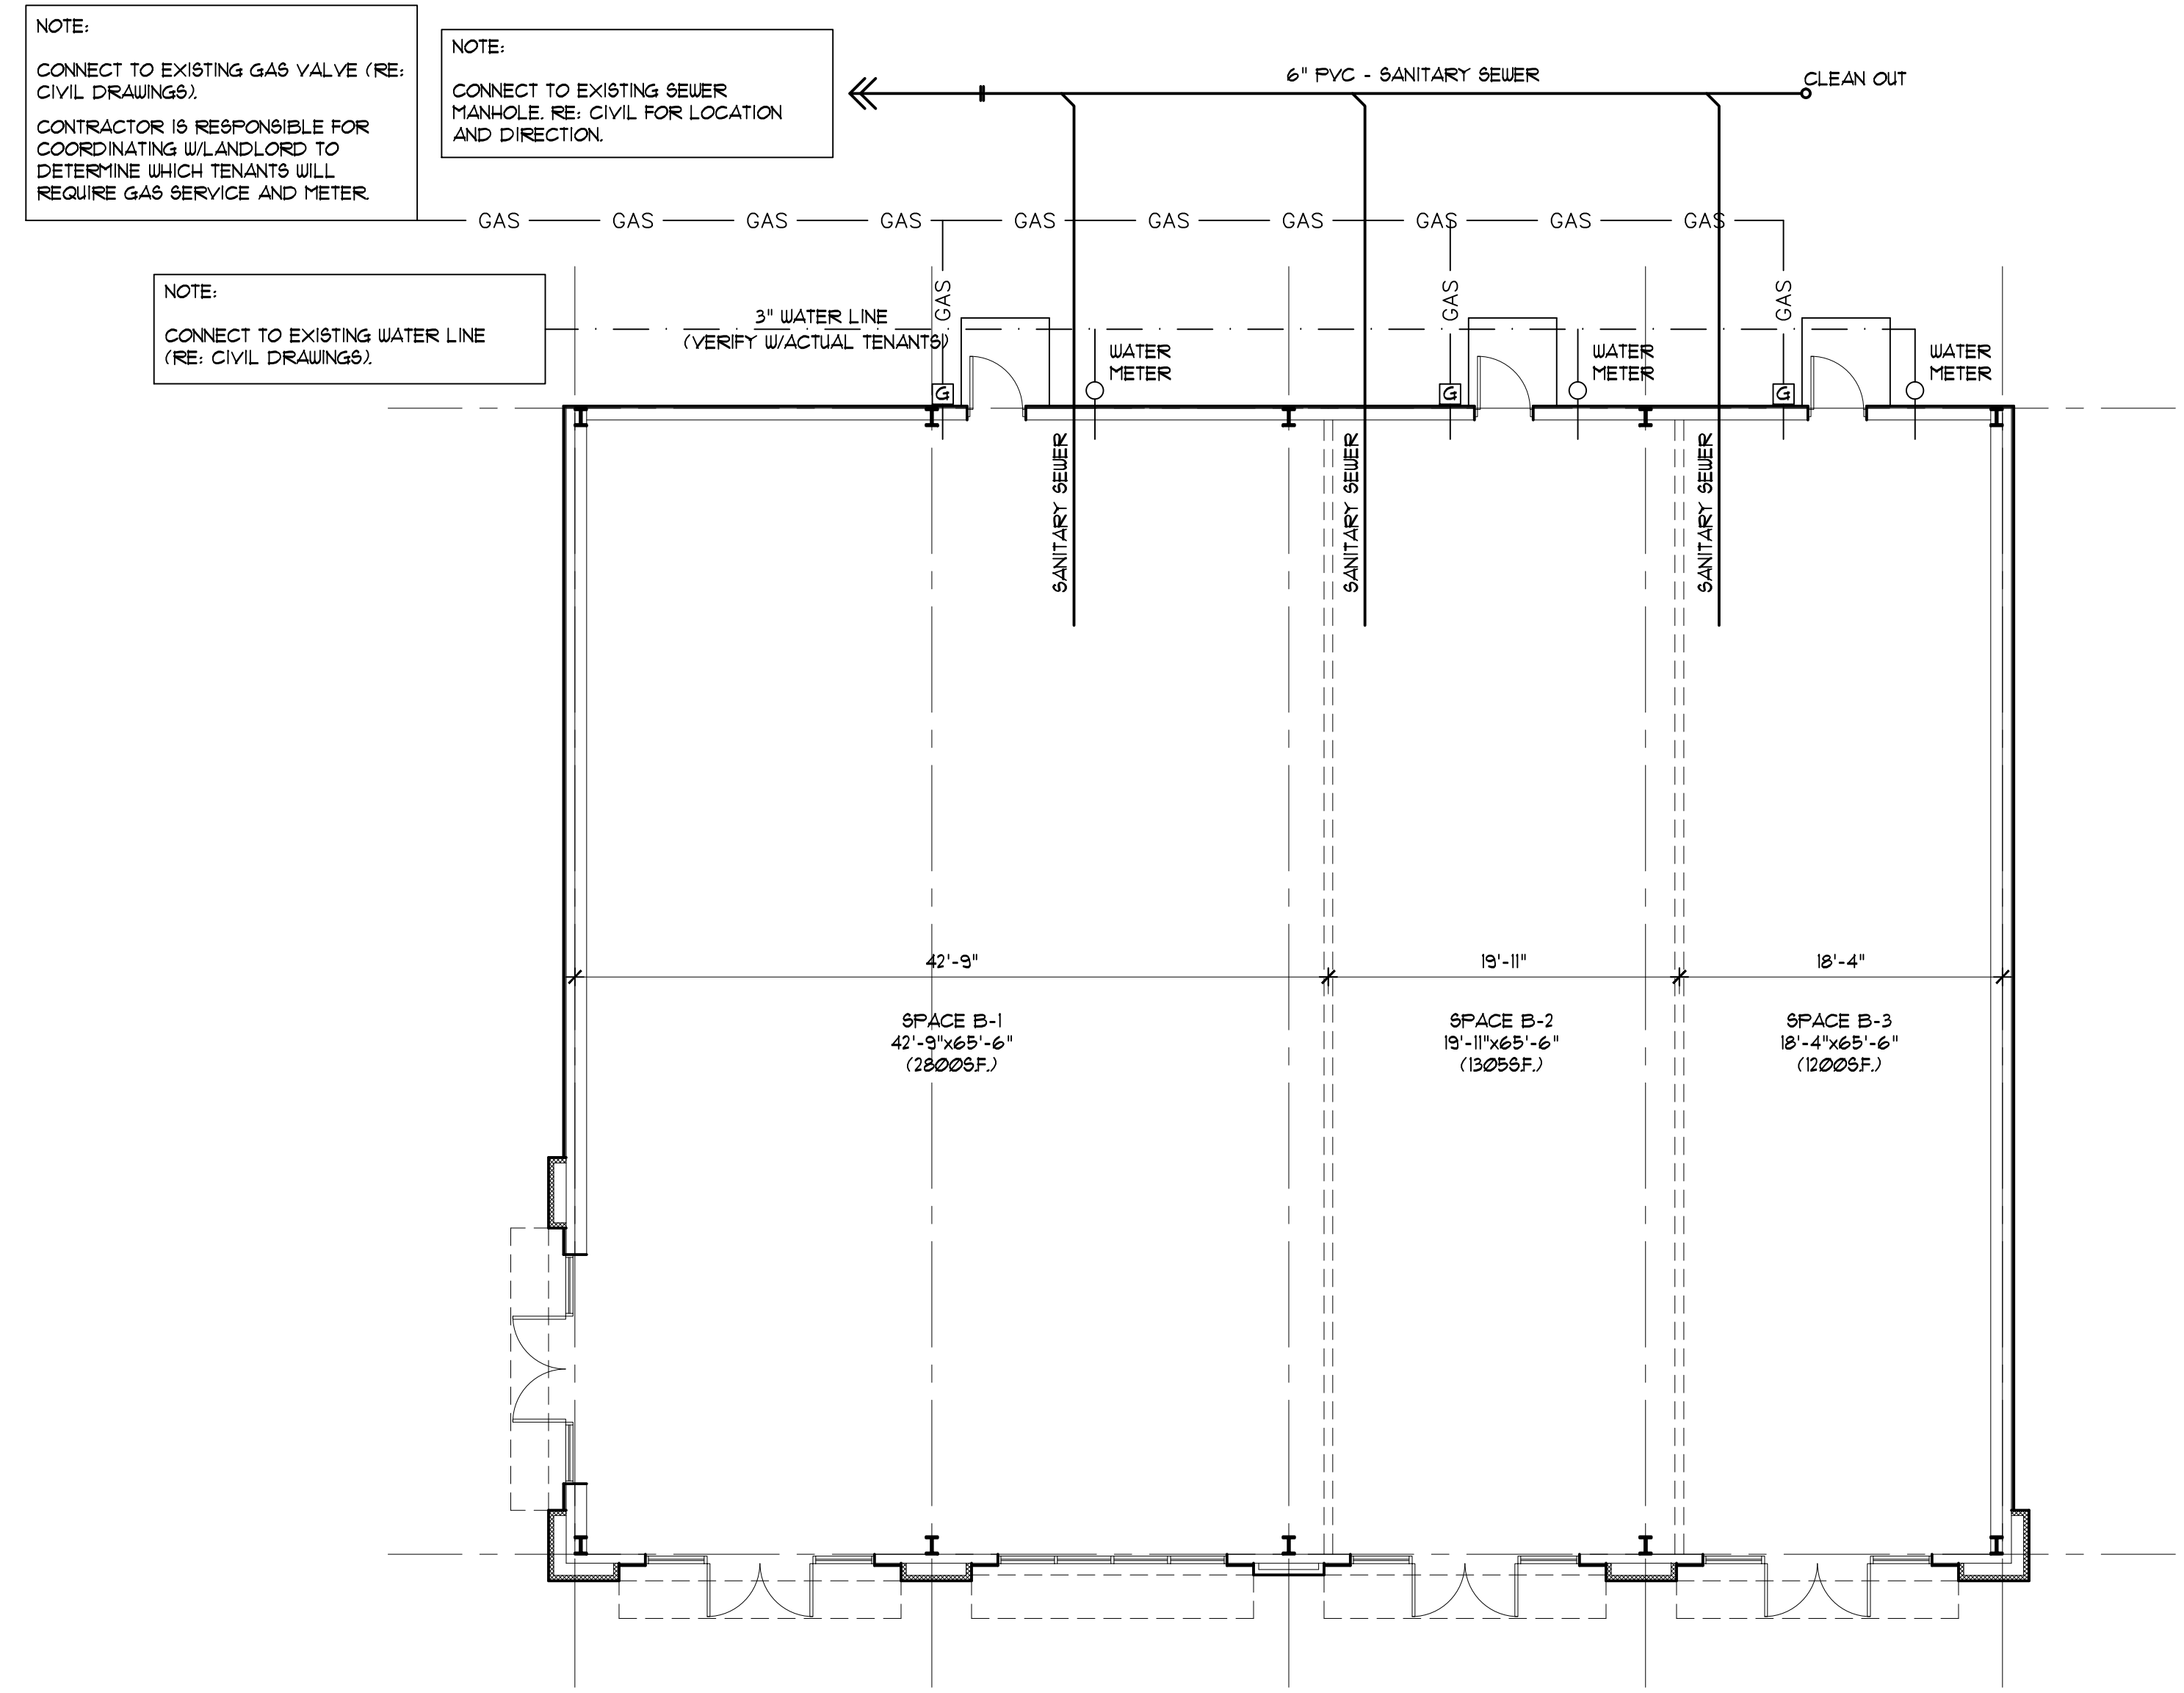 NOTE:
CONNECT TO EXISTING GAS VALVE (RE:
CIVIL DRAWINGS).
CONTRACTOR IS RESPONSIBLE FOR
COORDINATING W/LANDLORD TO
DETERMINE WHICH TENANTS WILL
REQUIRE GAS SERVICE AND METER.
NOTE:
CONNECT TO EXISTING SEWER
MANHOLE. RE: CIVIL FOR LOCATION
AND DIRECTION.
6" PVC - SANITARY SEWER
CLEAN OUT
GAS GAS GAS GAS GAS GAS GAS GAS GAS GAS
NOTE:
CONNECT TO EXISTING WATER LINE
(RE: CIVIL DRAWINGS).
3" WATER LINE
(VERIFY W/ACTUAL TENANTS)
GAS
GAS
GAS
WATER
METER
WATER
METER
WATER
METER
G
G
G
SANITARY SEWER
SANITARY SEWER
SANITARY SEWER
42'-9"
19'-11"
18'-4"
SPACE B-1
42'-9"x65'-6"
(2800S.F.)
SPACE B-2
19'-11"x65'-6"
(1305S.F.)
SPACE B-3
18'-4"x65'-6"
(1200S.F.)